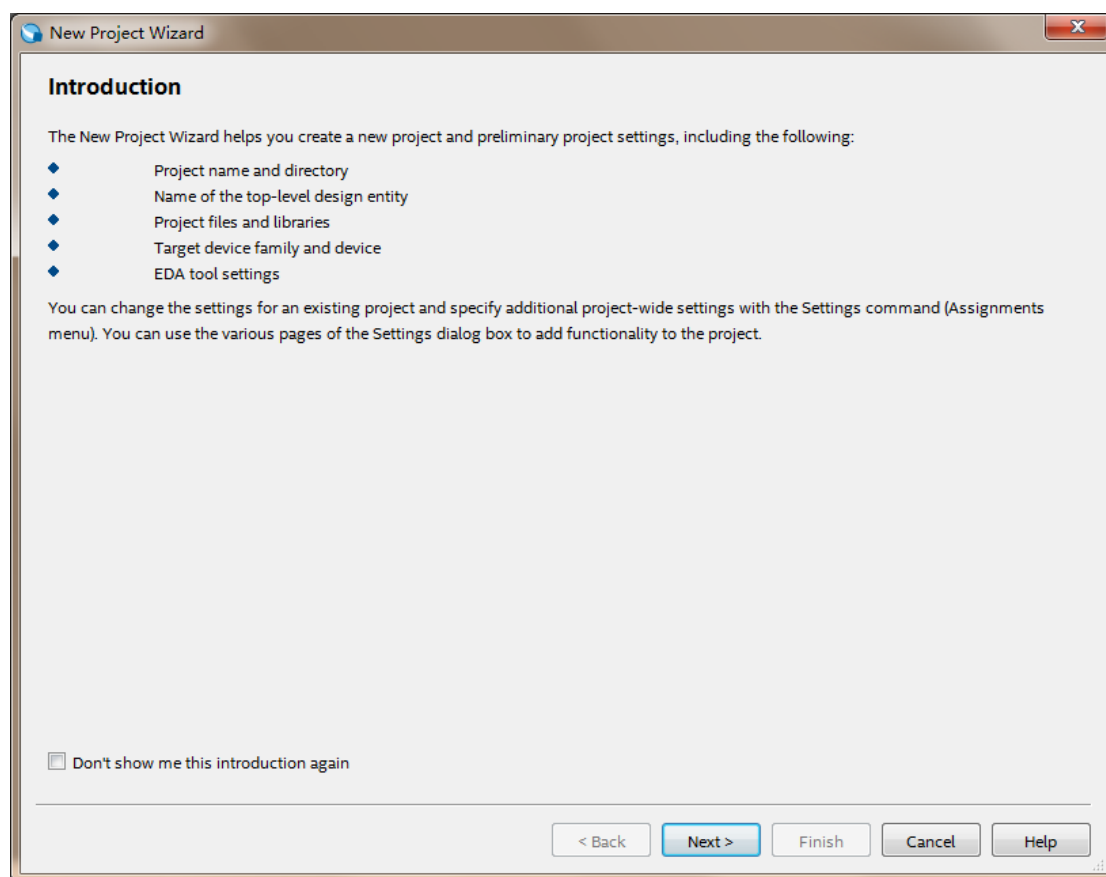 New Project Wizard
Introduction
The New Project Wizard helps you create a new project and preliminary project settings, including the following:
Project name and directory
Name of the top-level design entity
Project files and libraries
Target device family and device
EDA tool settings
You can change the settings for an existing project and specify additional project-wide settings with the Settings command (Assignments
menu). You can use the various pages of the Settings dialog box to add functionality to the project.
Don't show me this introduction again
< Back Next > Finish Cancel Help